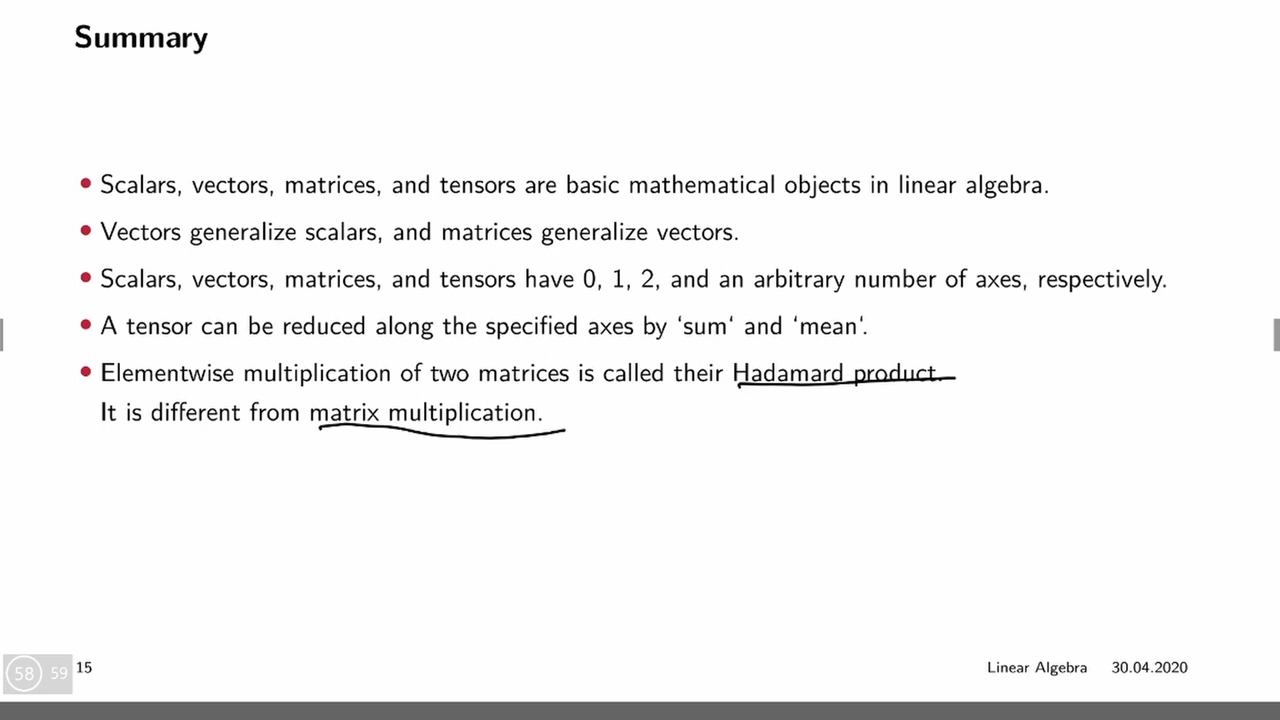 Summary
• Scalars, vectors, matrices, and tensors are basic mathematical objects in linear algebra.
• Vectors generalize scalars, and matrices generalize vectors.
• Scalars, vectors, matrices, and tensors have 0, 1, 2, and an arbitrary number of axes, respectively.
• A tensor can be reduced along the specified axes by ‘sum‘ and ‘mean‘.
• Elementwise multiplication of two matrices is called their Hadamard product.
It is different from matrix multiplication.
58 59 15 Linear Algebra 30.04.2020